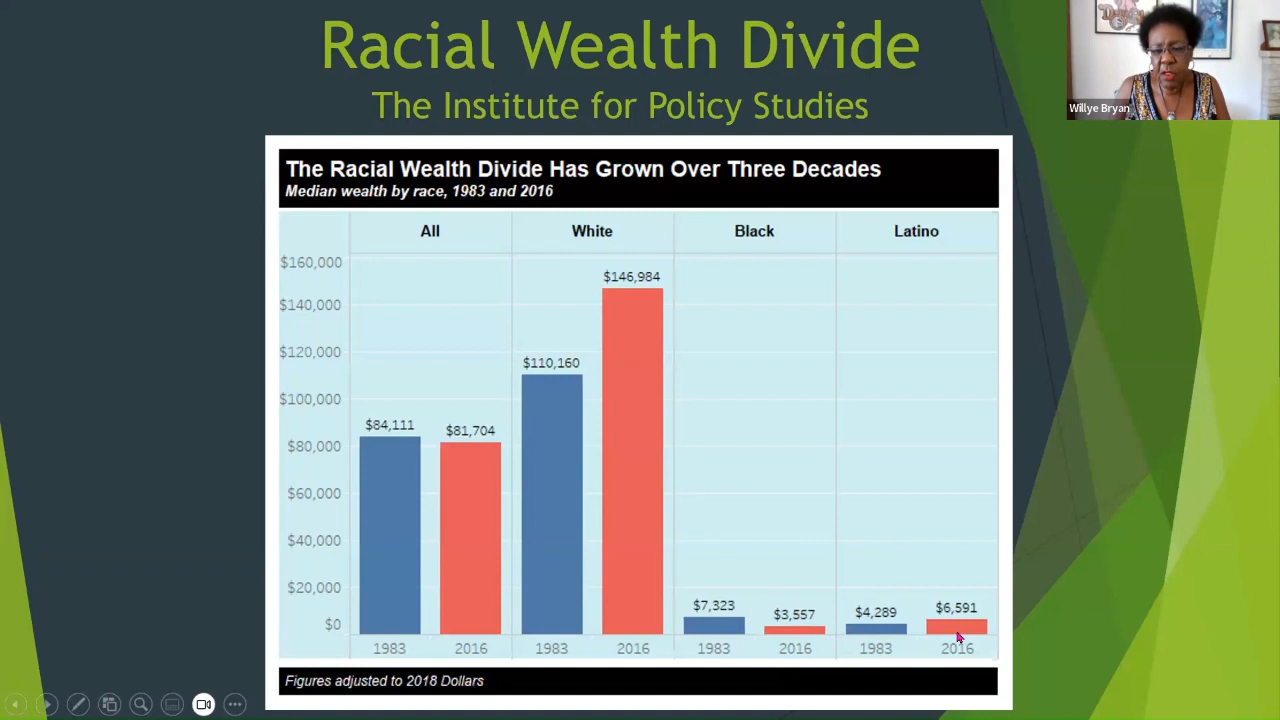 Racial Wealth Divide
The Institute for Policy Studies
Willye Bryan
The Racial Wealth Divide Has Grown Over Three Decades
Median wealth by race, 1983 and 2016
All White Black Latino
$160,000
$140,000
$120,000
$100,000
$80,000
$60,000
$40,000
$20,000
$0
$84,111
$81,704
$110,160
$146,984
$7,323
$3,557
$4,289
$6,591
1983 2016 1983 2016 1983 2016 1983 2016
Figures adjusted to 2018 Dollars